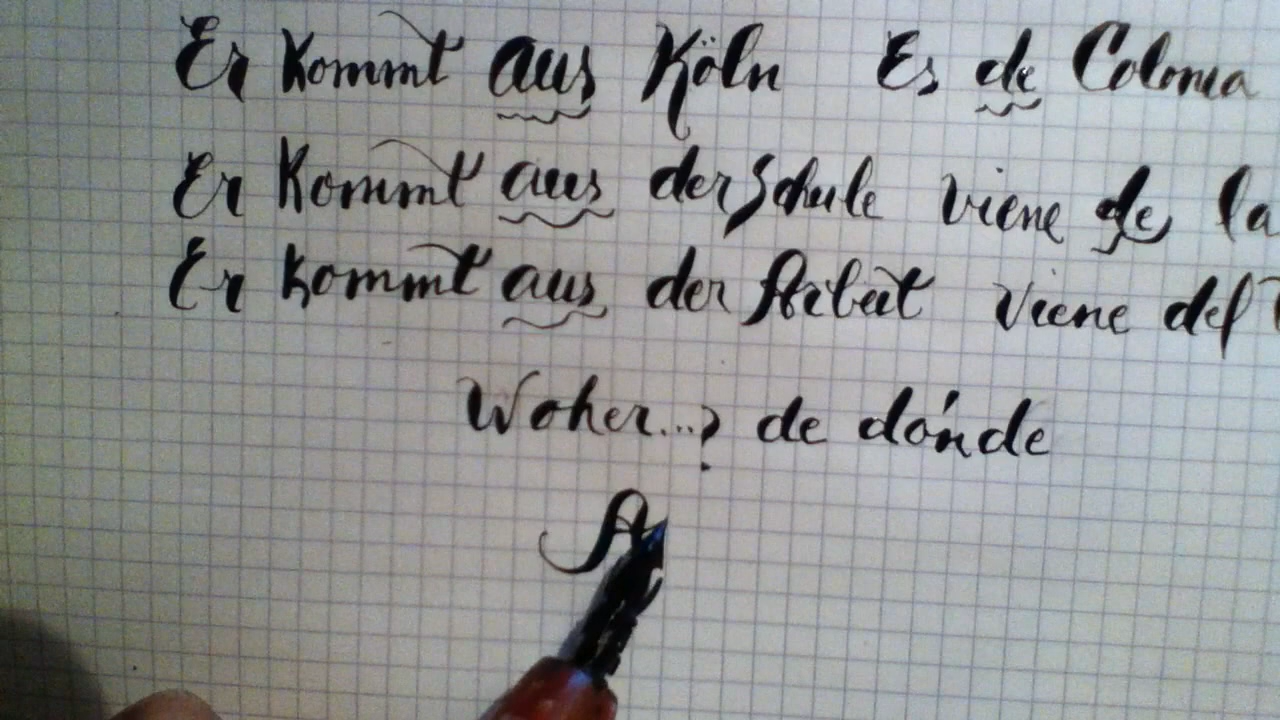 Er kommt aus Köln Es de Colonia
Er kommt aus der Schule viene de la
Er kommt aus der Arbeit viene del
Woher...? de dónde
A